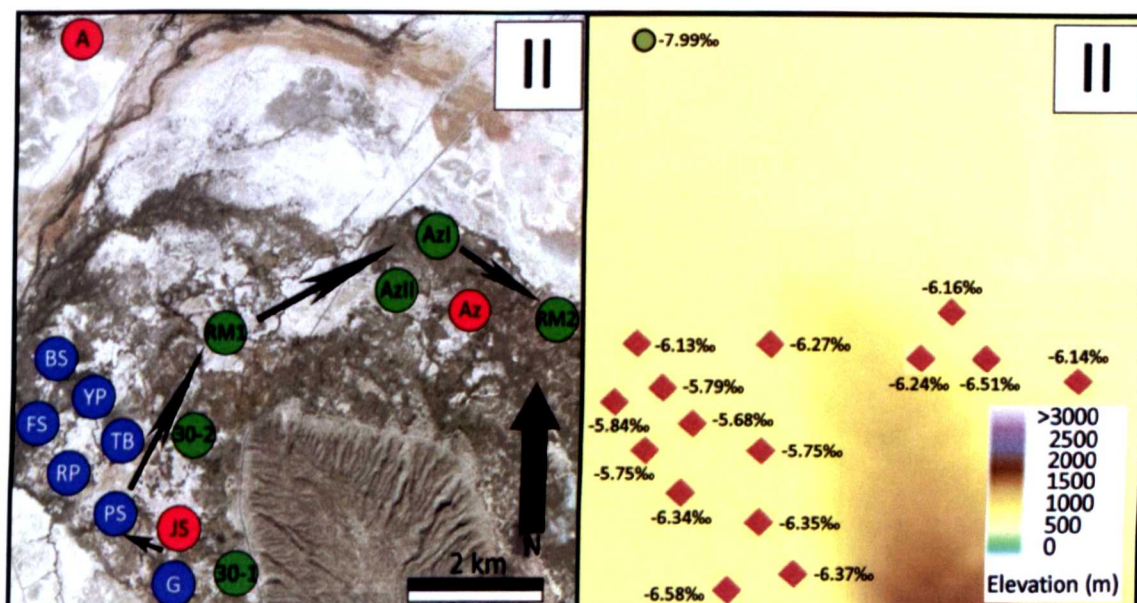 A
II
AzI
AzII
Az
RM2
RM1
BS
YP
FS
TB
30-2
RP
PS
JS
30-1
G
N
2 km
II
-7.99‰
-6.16‰
-6.13‰
-6.27‰
-6.24‰
-6.51‰
-6.14‰
-5.79‰
-5.84‰
-5.68‰
-5.75‰
-5.75‰
-6.34‰
-6.35‰
-6.37‰
-6.58‰
>3000
2500
2000
1500
1000
500
0
Elevation (m)